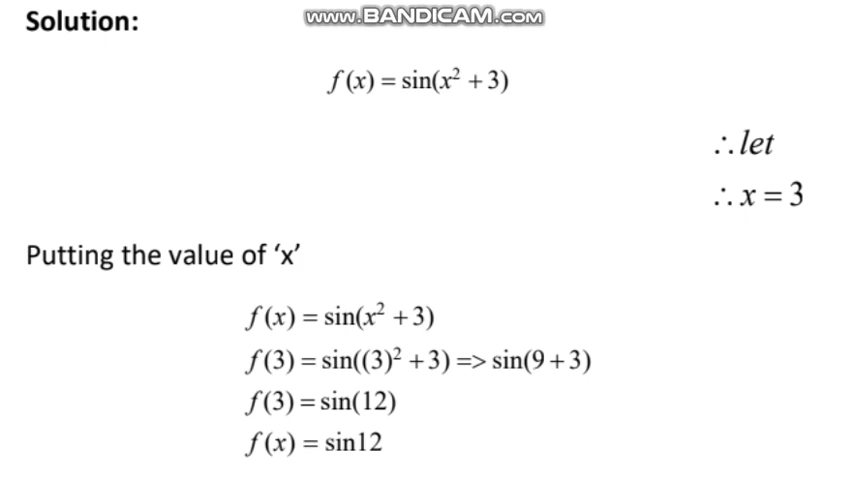 Solution:
www.BANDICAM.com
f(x) = sin(x² + 3)
∴ let
∴ x = 3
Putting the value of ‘x’
f(x) = sin(x² + 3)
f(3) = sin((3)² + 3) => sin(9 + 3)
f(3) = sin(12)
f(x) = sin12